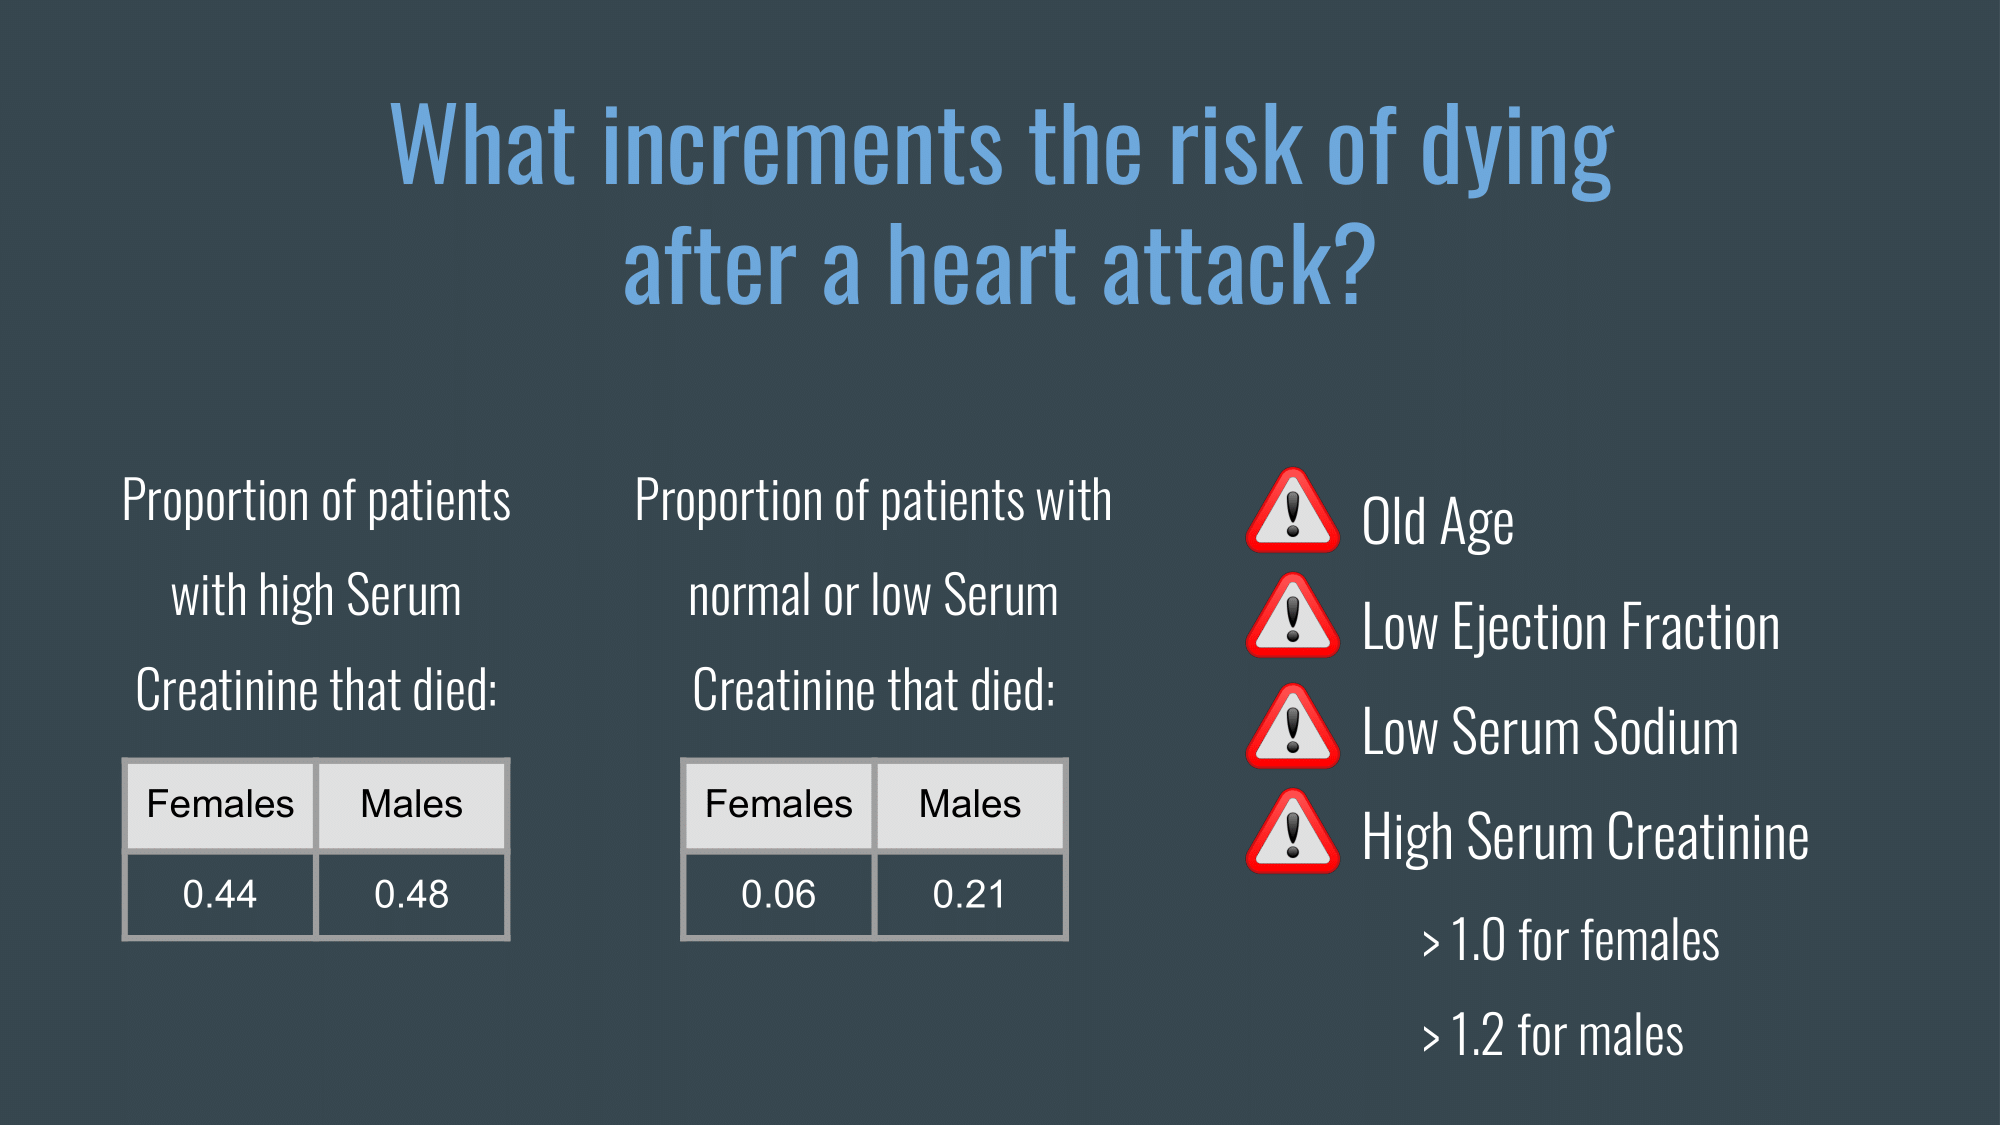 What increments the risk of dying
after a heart attack?
Proportion of patients
with high Serum
Creatinine that died:
Females Males
0.44 0.48
Proportion of patients with
normal or low Serum
Creatinine that died:
Females Males
0.06 0.21
Old Age
Low Ejection Fraction
Low Serum Sodium
High Serum Creatinine
> 1.0 for females
> 1.2 for males